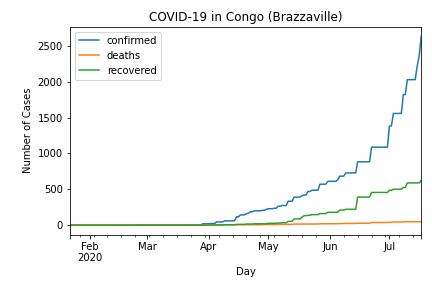 COVID-19 in Congo (Brazzaville)
confirmed
deaths
recovered
Number of Cases
2500
2000
1500
1000
500
0
Feb
2020
Mar
Apr
May
Jun
Jul
Day